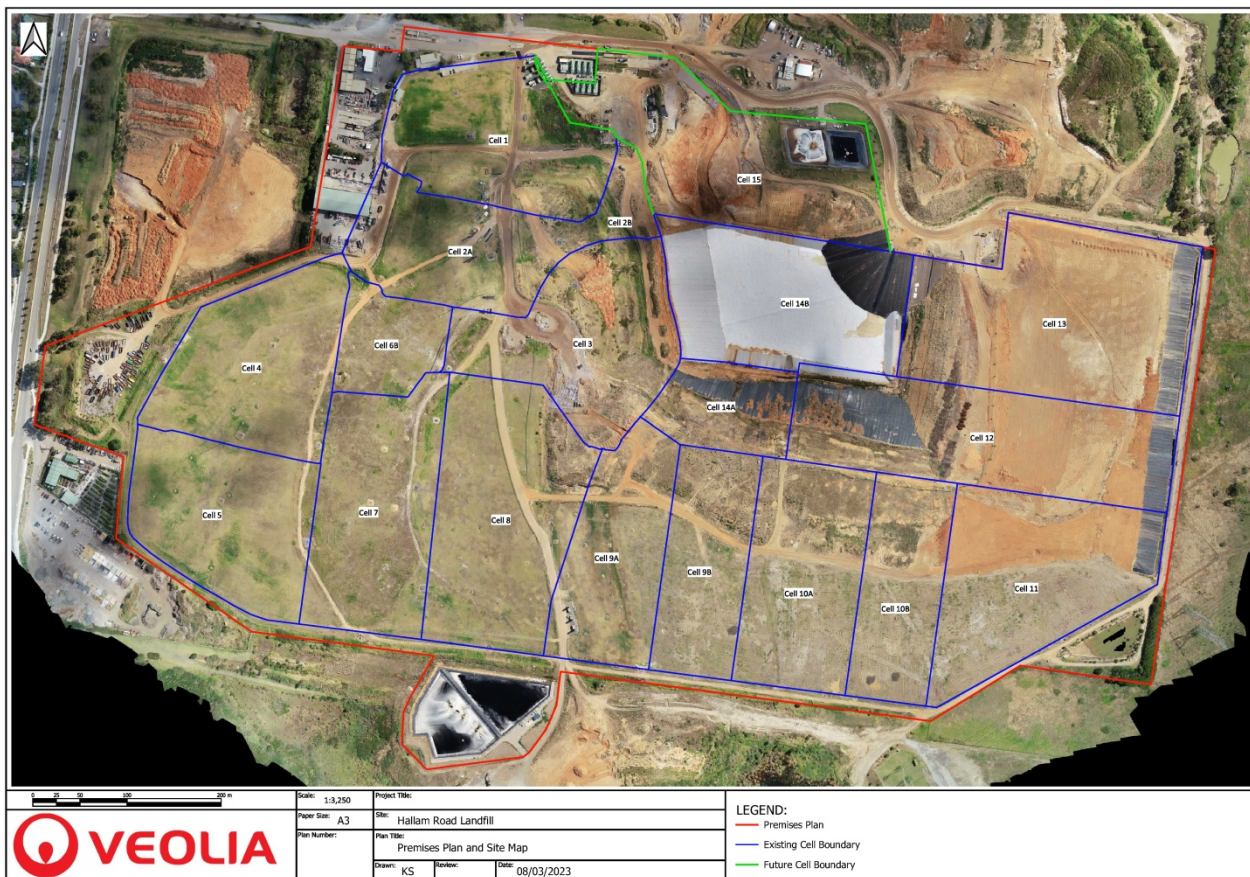 Cell 1
Cell 15
Cell 2B
Cell 2A
Cell 14B
Cell 13
Cell 6B
Cell 3
Cell 4
Cell 14A
Cell 12
Cell 5
Cell 7
Cell 8
Cell 9A
Cell 9B
Cell 10A
Cell 10B
Cell 11
0 25 50 100 200 m
VEOLIA
Scale: 1:3,250
Paper Size: A3
Plan Number:
Project Title:
Site: Hallam Road Landfill
Plan Title:
Premises Plan and Site Map
Drawn: KS Review: Date: 08/03/2023
LEGEND:
Premises Plan
Existing Cell Boundary
Future Cell Boundary